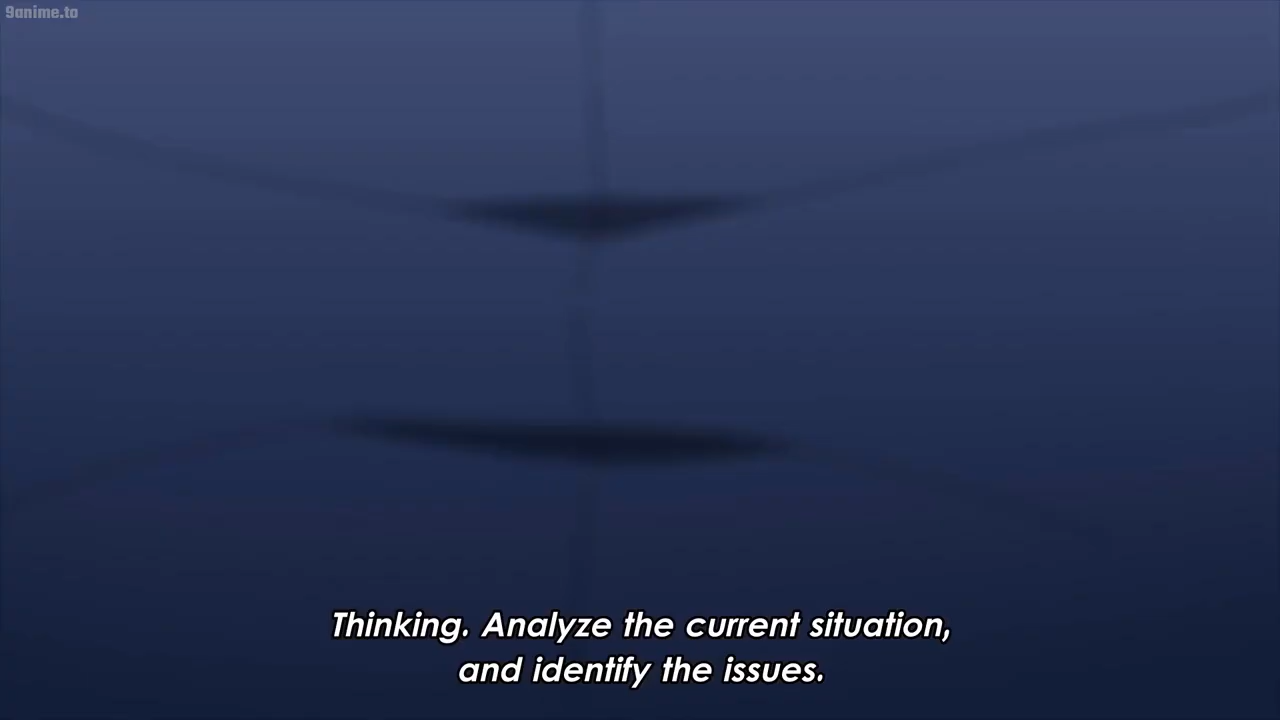 9anime.to
Thinking. Analyze the current situation,
and identify the issues.